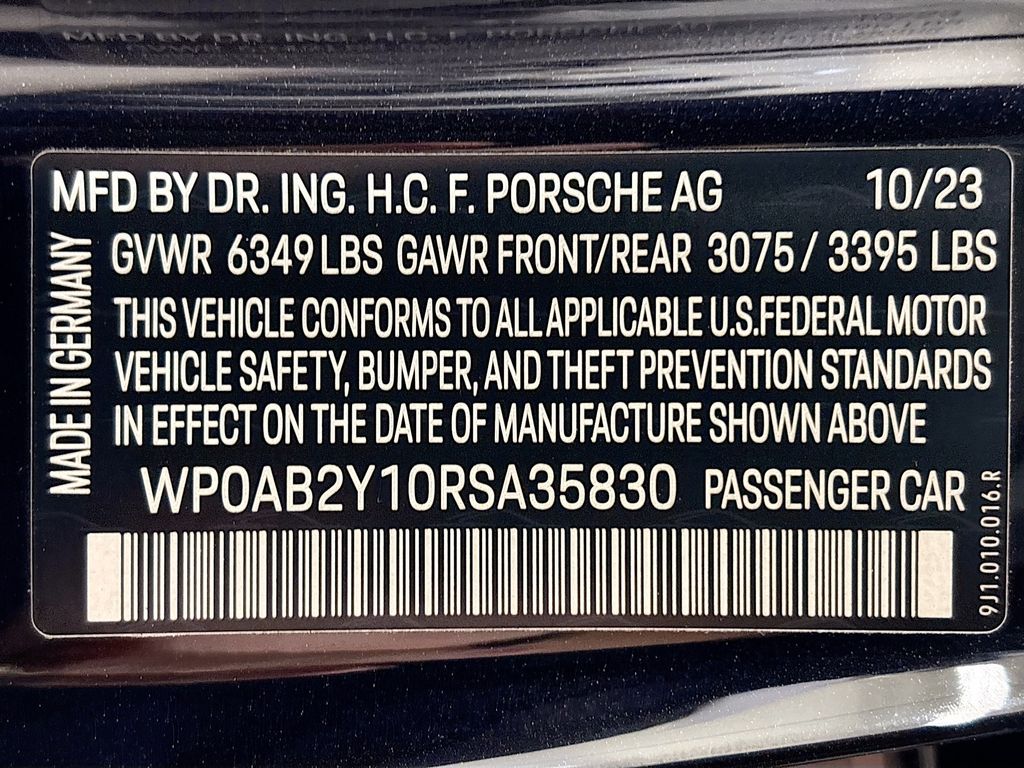 MFD BY DR. ING. H.C. F. PORSCHE AG 10/23
GVWR 6349 LBS GAWR FRONT/REAR 3075 / 3395 LBS
THIS VEHICLE CONFORMS TO ALL APPLICABLE U.S.FEDERAL MOTOR
VEHICLE SAFETY, BUMPER, AND THEFT PREVENTION STANDARDS
IN EFFECT ON THE DATE OF MANUFACTURE SHOWN ABOVE
WP0AB2Y10RSA35830 PASSENGER CAR
MADE IN GERMANY
9J1.010.016.R